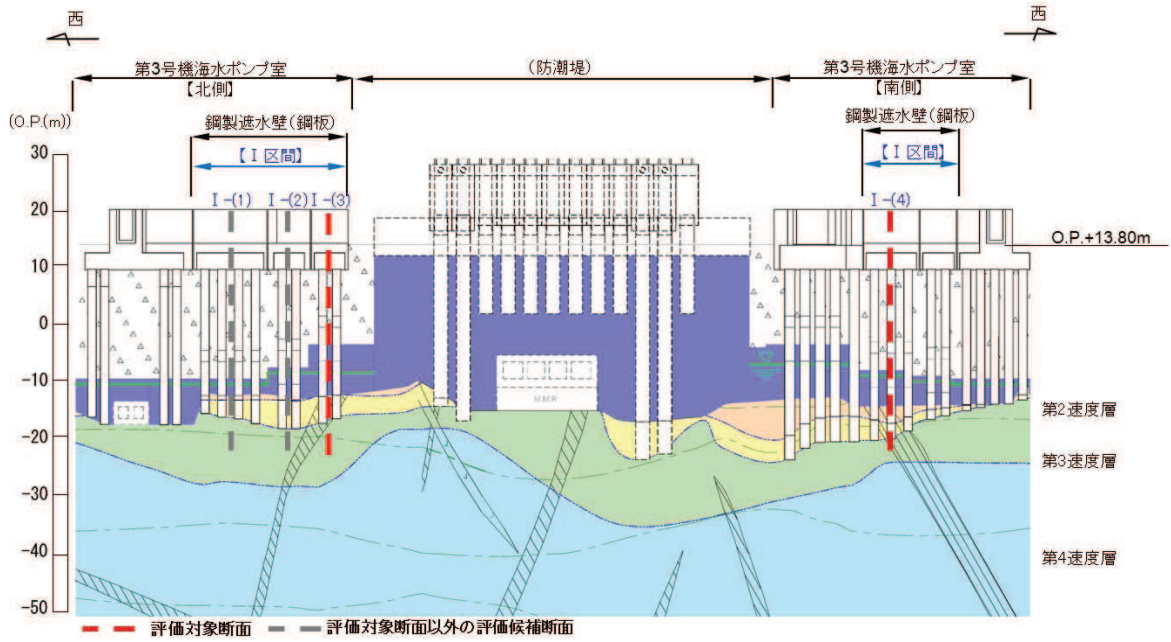 西
西
第3号機海水ポンプ室
【北側】
(防潮堤)
第3号機海水ポンプ室
【南側】
(O.P.(m))
鋼製遮水壁(鋼板)
鋼製遮水壁(鋼板)
【Ⅰ区間】
【Ⅰ区間】
30
20
10
0
-10
-20
-30
-40
-50
Ⅰ-(1)
Ⅰ-(2)
Ⅰ-(3)
Ⅰ-(4)
O.P.+13.80m
M.M.R
第2速度層
第3速度層
第4速度層
評価対象断面
評価対象断面以外の評価候補断面